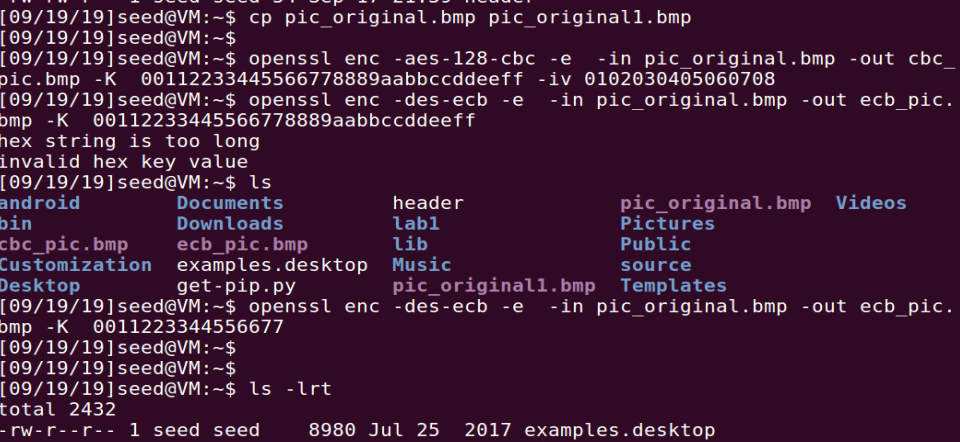 [09/19/19]seed@VM:~$ cp pic_original.bmp pic_original1.bmp
[09/19/19]seed@VM:~$
[09/19/19]seed@VM:~$ openssl enc -aes-128-cbc -e  -in pic_original.bmp -out cbc_
pic.bmp -K  00112233445566778889aabbccddeeff -iv 0102030405060708
[09/19/19]seed@VM:~$ openssl enc -des-ecb -e  -in pic_original.bmp -out ecb_pic.
bmp -K  00112233445566778889aabbccddeeff
hex string is too long
invalid hex key value
[09/19/19]seed@VM:~$ ls
android        Documents         header             pic_original.bmp  Videos
bin            Downloads         lab1               Pictures
cbc_pic.bmp    ecb_pic.bmp       lib                Public
Customization  examples.desktop  Music              source
Desktop        get-pip.py        pic_original1.bmp  Templates
[09/19/19]seed@VM:~$ openssl enc -des-ecb -e  -in pic_original.bmp -out ecb_pic.
bmp -K  0011223344556677
[09/19/19]seed@VM:~$
[09/19/19]seed@VM:~$
[09/19/19]seed@VM:~$ ls -lrt
total 2432
-rw-r--r-- 1 seed seed    8980 Jul 25  2017 examples.desktop